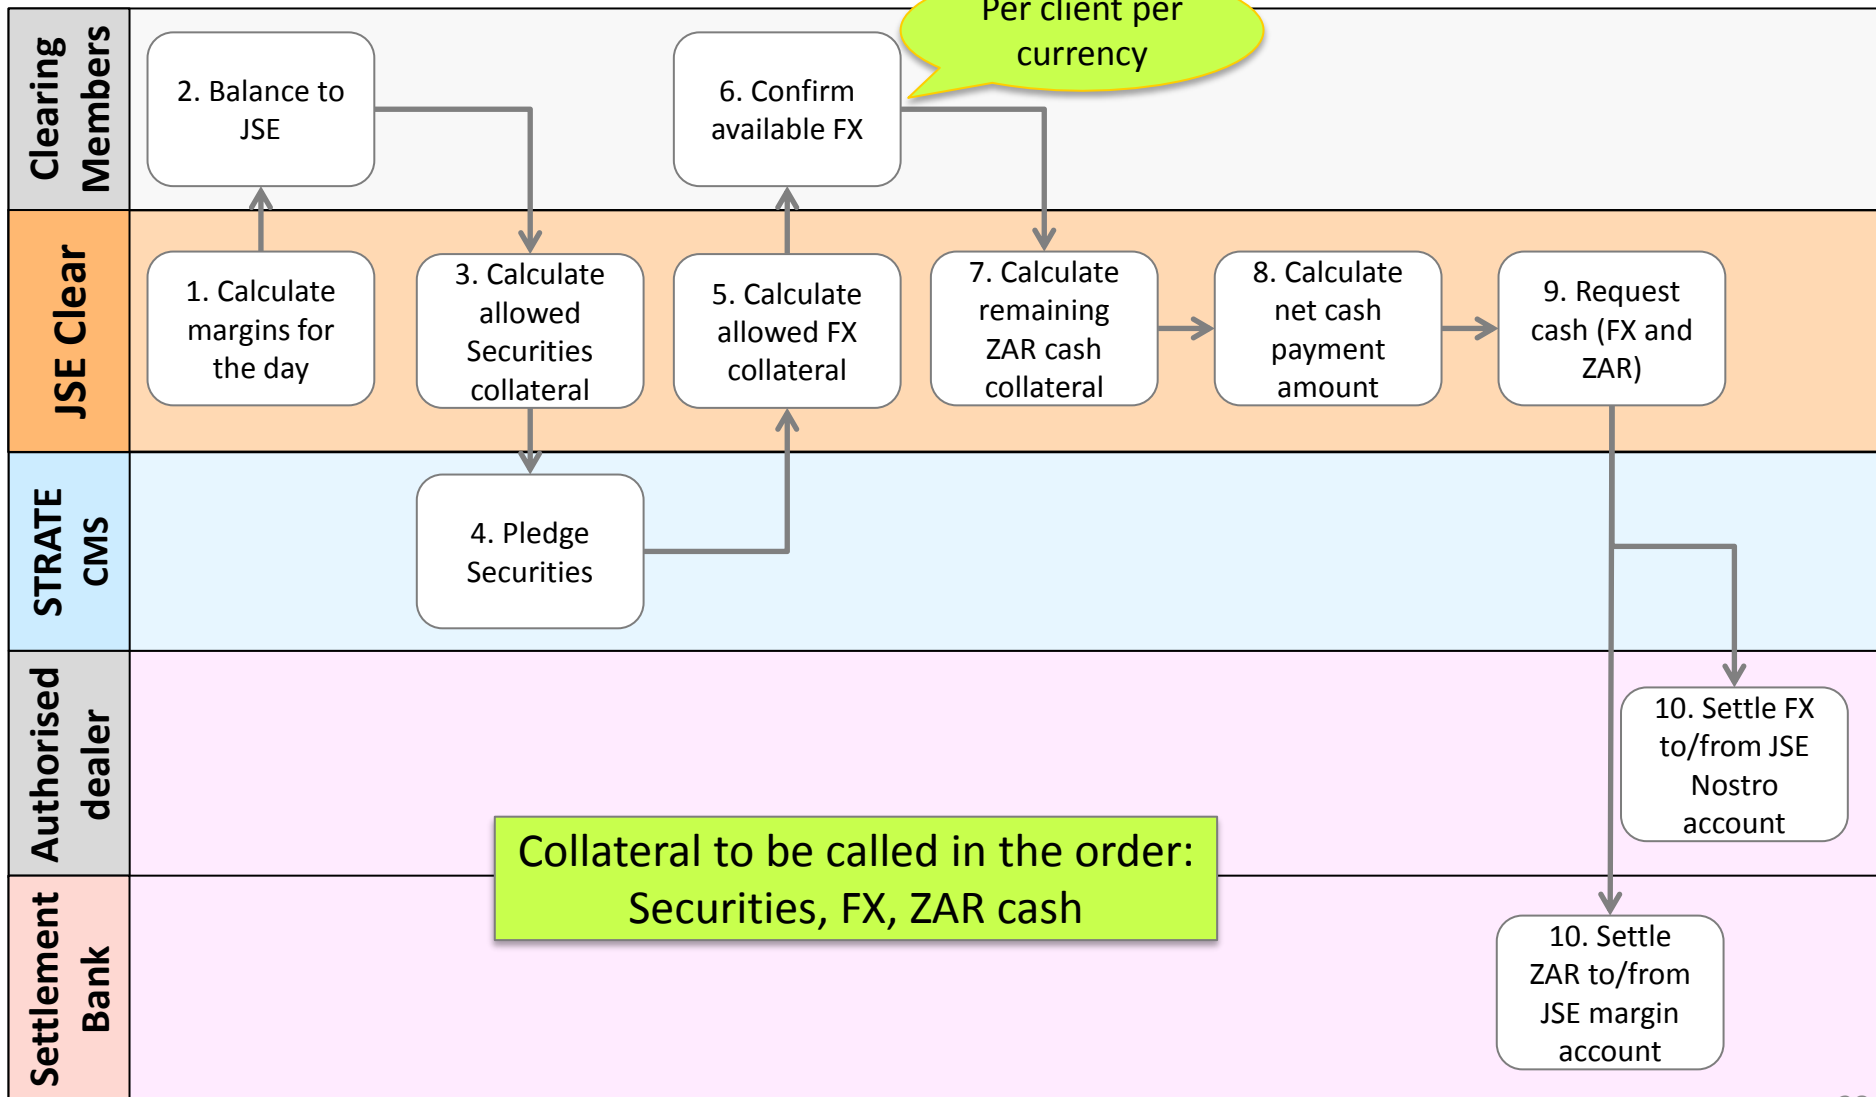 Per client per
currency
Clearing
Members
2. Balance to
JSE
6. Confirm
available FX
JSE Clear
1. Calculate
margins for
the day
3. Calculate
allowed
Securities
collateral
5. Calculate
allowed FX
collateral
7. Calculate
remaining
ZAR cash
collateral
8. Calculate
net cash
payment
amount
9. Request
cash (FX and
ZAR)
STRATE
CMS
4. Pledge
Securities
Authorised
dealer
10. Settle FX
to/from JSE
Nostro
account
Collateral to be called in the order:
Securities, FX, ZAR cash
Settlement
Bank
10. Settle
ZAR to/from
JSE margin
account